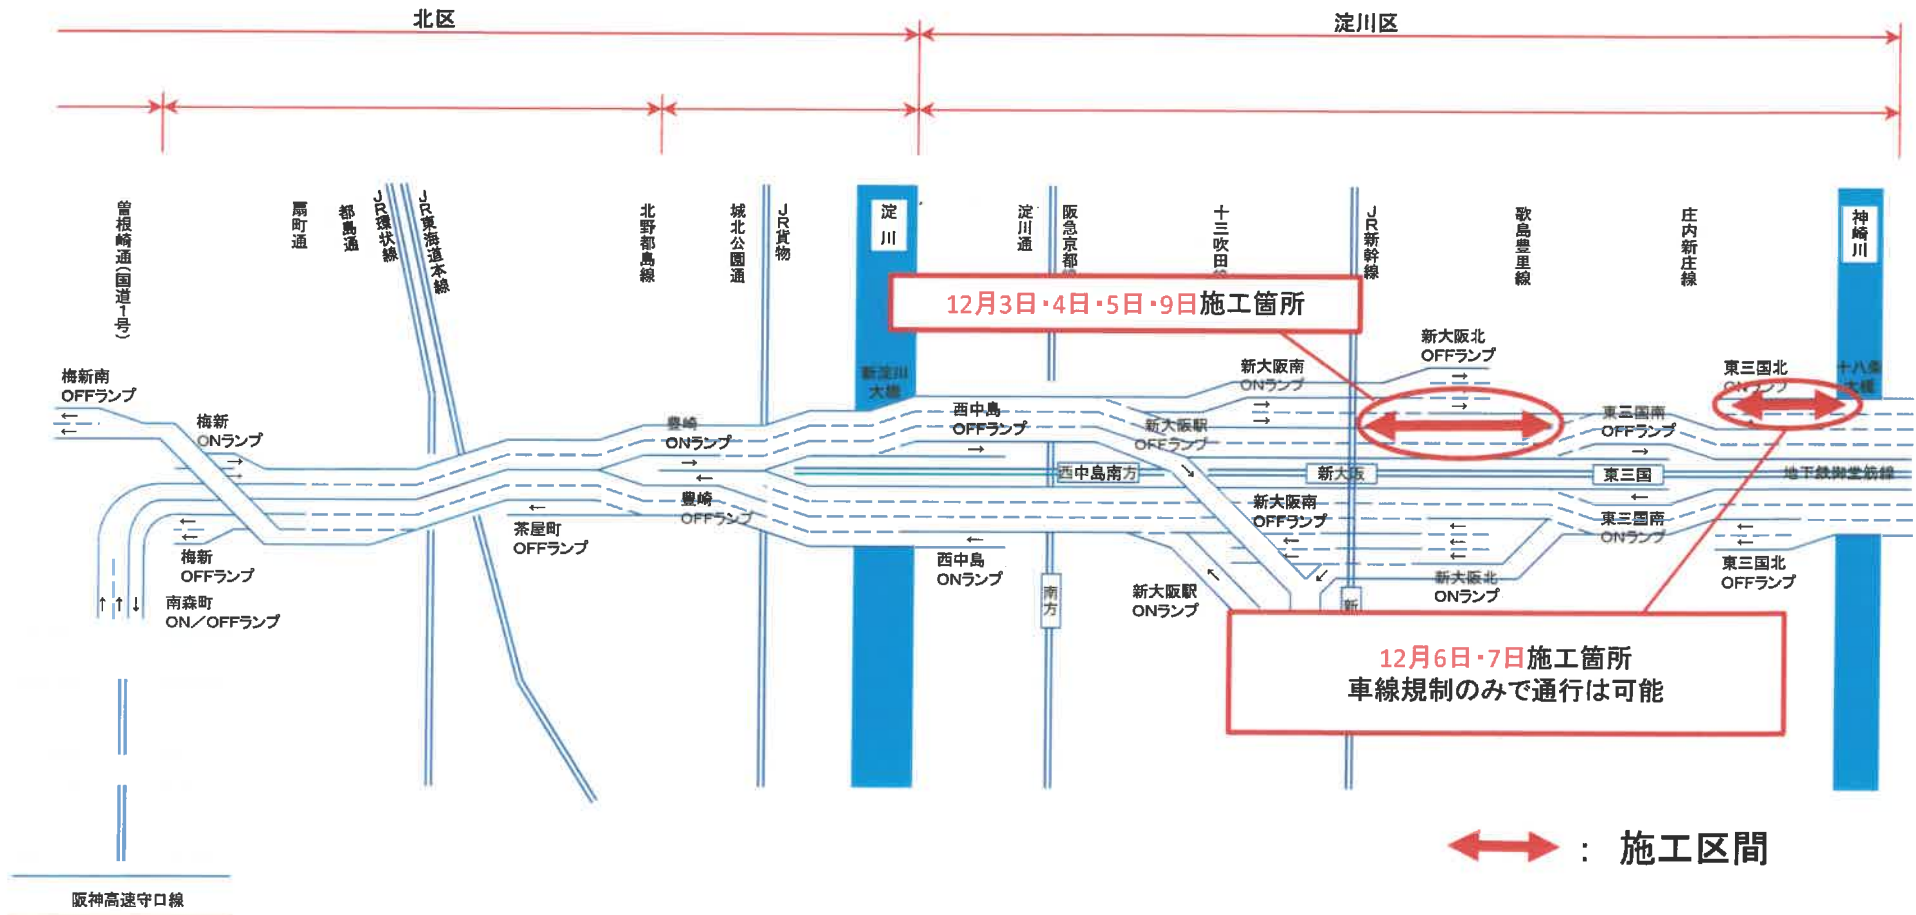 北区
淀川区
曽根崎通(国道1号)
扇町通
都島通
JR環状線
JR東海道本線
北野都島線
城北公園通
JR貨物
淀川
淀川通
阪急京都
十三吹田
JR新幹線
歌島豊里線
庄内新庄線
神崎川
12月3日・4日・5日・9日施工箇所
梅新南
OFFランプ
梅新
ONランプ
豊崎
ONランプ
新淀川
大橋
西中島
OFFランプ
新大阪駅
OFFランプ
新大阪南
ONランプ
新大阪北
OFFランプ
東三国南
OFFランプ
東三国北
ONランプ
十八条
大橋
西中島南方
新大阪
東三国
地下鉄御堂筋線
梅新
OFFランプ
南森町
ON/OFFランプ
茶屋町
OFFランプ
豊崎
OFFランプ
西中島
ONランプ
南方
新大阪駅
ONランプ
新大阪南
OFFランプ
新
新大阪北
ONランプ
東三国南
ONランプ
東三国北
OFFランプ
12月6日・7日施工箇所
車線規制のみで通行は可能
: 施工区間
阪神高速守口線